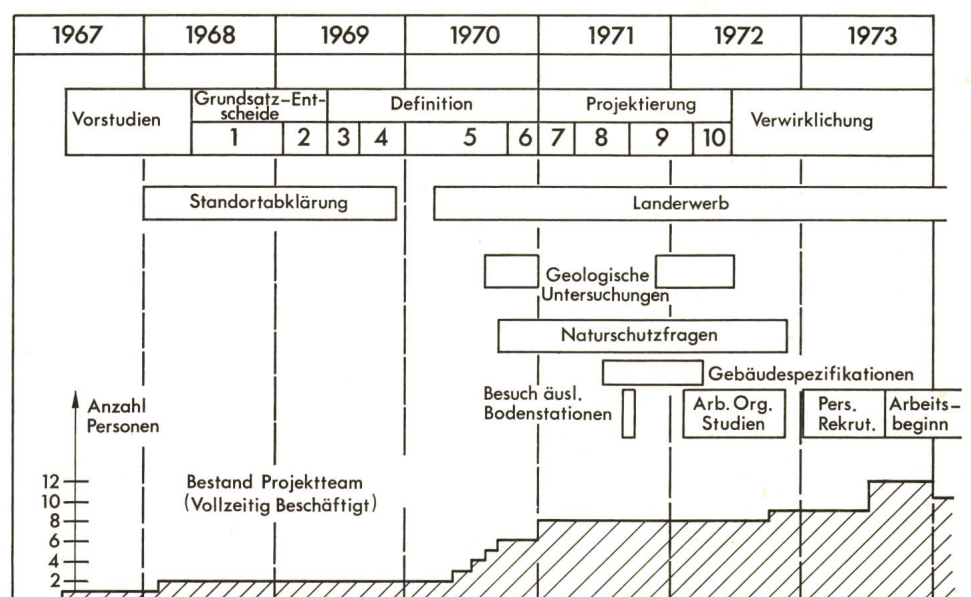 1967 1968 1969 1970 1971 1972 1973
Vorstudien
Grundsatz-Ent-
scheide
Definition
Projektierung
Verwirklichung
1 2 3 4 5 6 7 8 9 10
Standortabklärung
Landerwerb
Geologische
Untersuchungen
Naturschutzfragen
Gebäudespezifikationen
Besuch äusl.
Bodenstationen
Arb. Org.
Studien
Pers.
Rekrut.
Arbeits-
beginn
Anzahl
Personen
Bestand Projektteam
(Vollzeitig Beschäftigt)
12
10
8
6
4
2